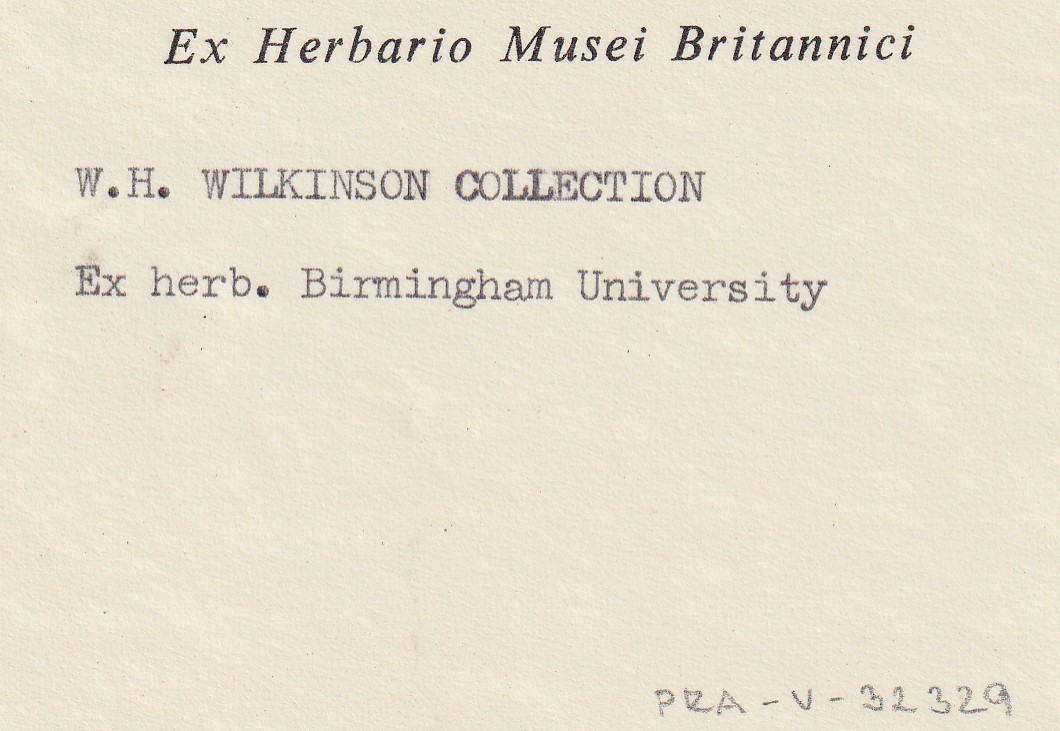 Ex Herbario Musei Britannici
W.H. WILKINSON COLLECTION
Ex herb. Birmingham University
PRA-V-32329